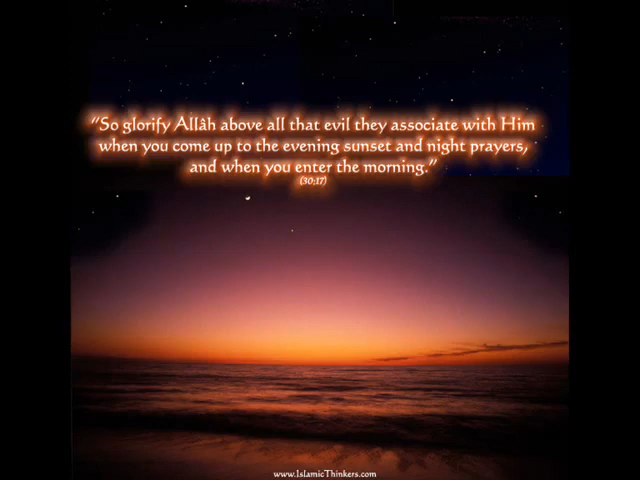 “So glorify Allâh above all that evil they associate with Him
when you come up to the evening sunset and night prayers,
and when you enter the morning.”
(30:17)
www.IslamicThinkers.com